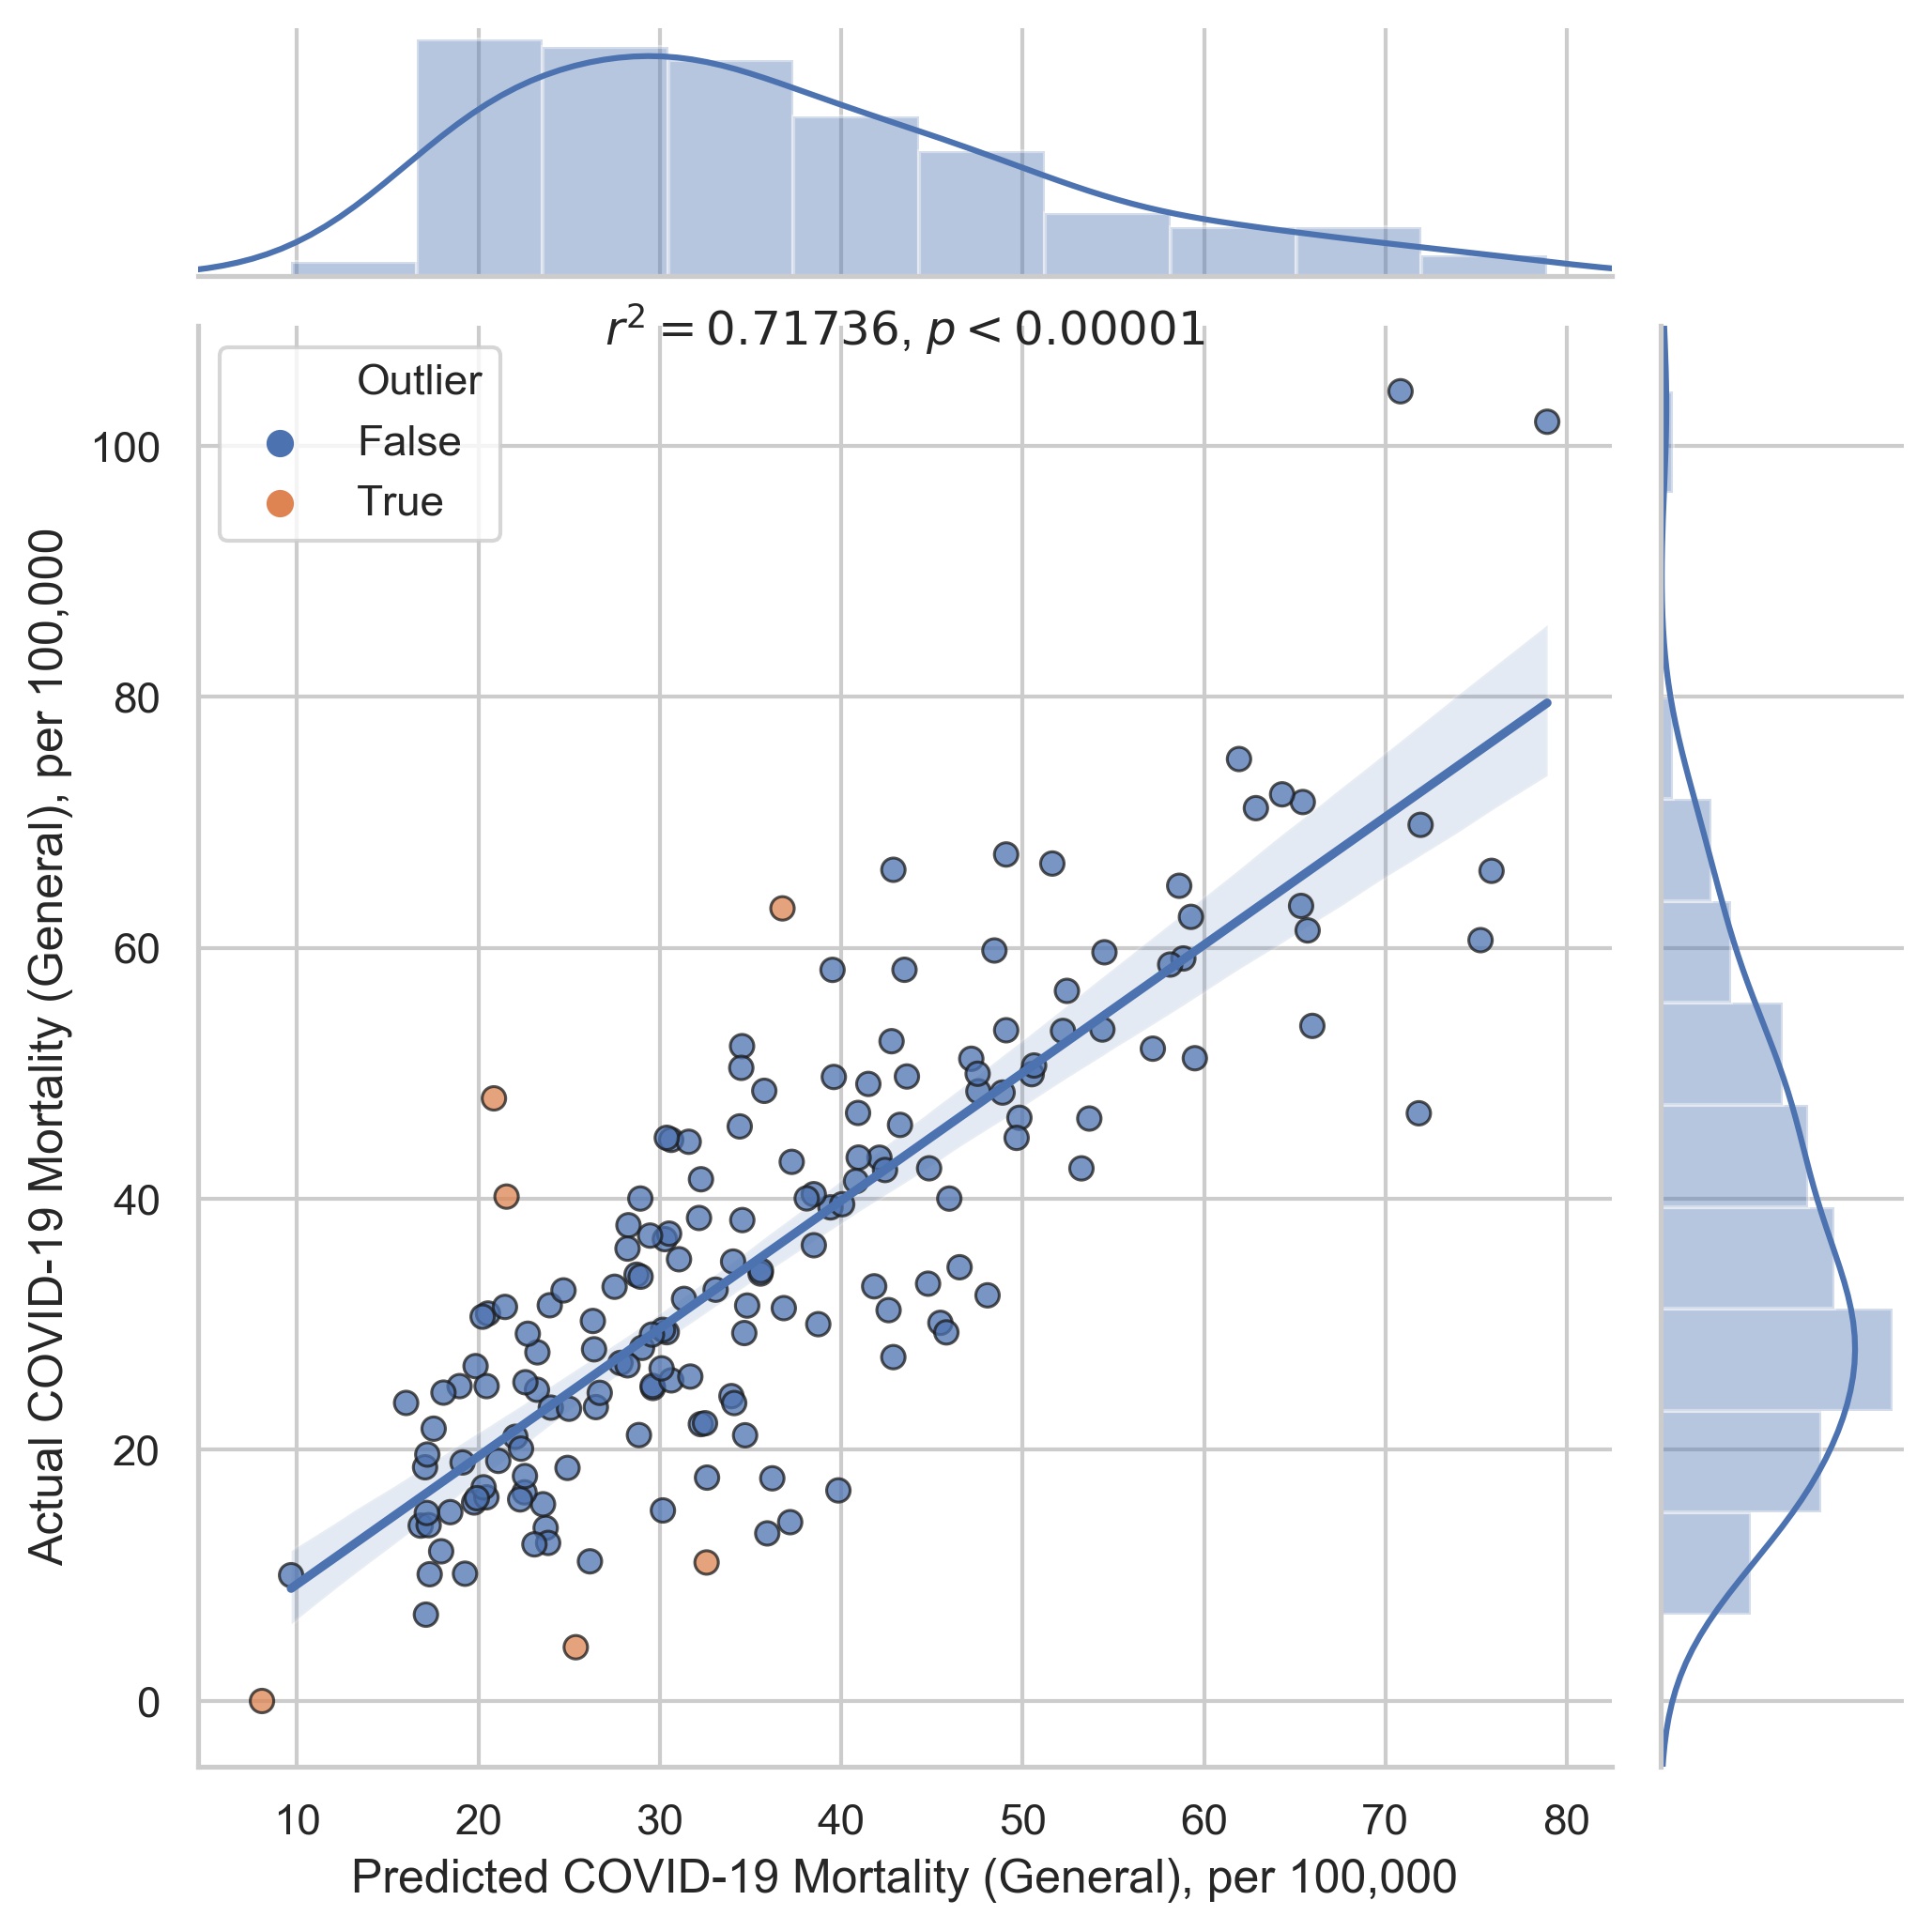 r² = 0.71736, p < 0.00001
Outlier
False
True
Actual COVID-19 Mortality (General), per 100,000
100
80
60
40
20
0
10 20 30 40 50 60 70 80
Predicted COVID-19 Mortality (General), per 100,000